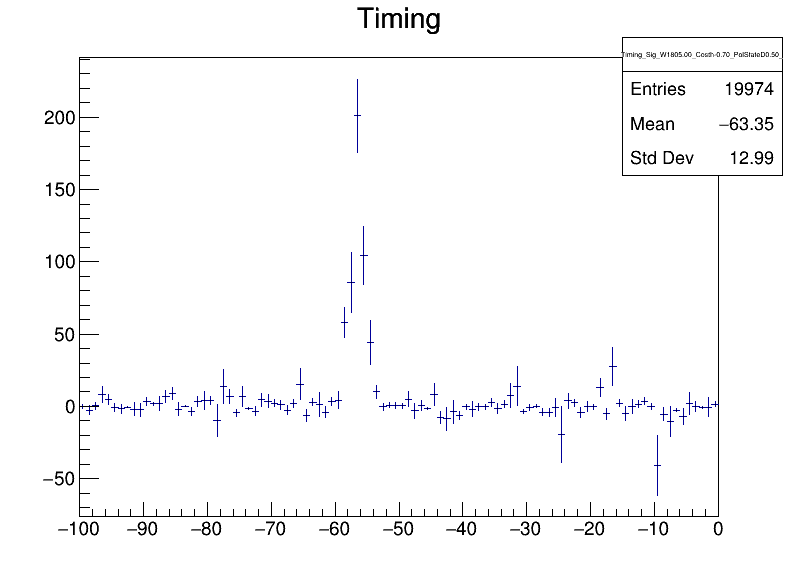 Timing
Timing_Sig_W1805.00_Costh-0.70_PolStateD0.50_
Entries 19974
Mean −63.35
Std Dev 12.99
200
150
100
50
0
−50
−100 −90 −80 −70 −60 −50 −40 −30 −20 −10 0